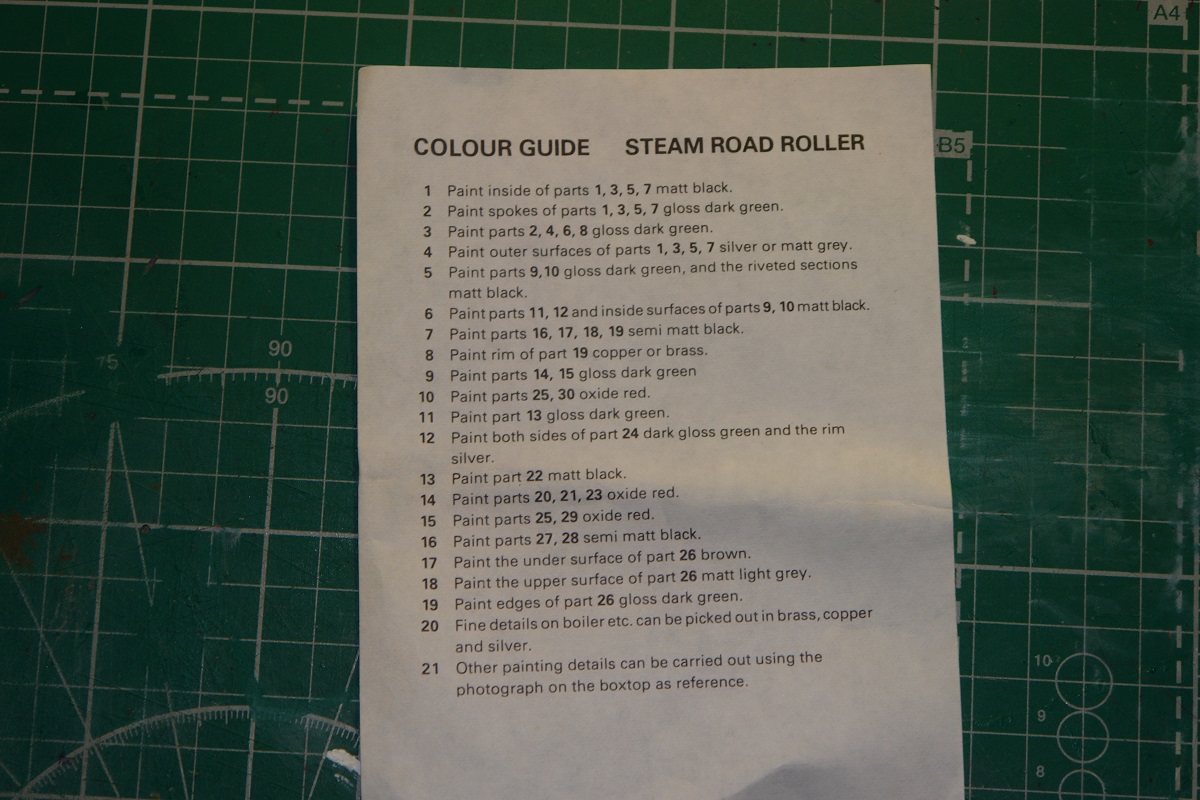 A4
COLOUR GUIDE STEAM ROAD ROLLER
B5
1 Paint inside of parts 1, 3, 5, 7 matt black.
2 Paint spokes of parts 1, 3, 5, 7 gloss dark green.
3 Paint parts 2, 4, 6, 8 gloss dark green.
4 Paint outer surfaces of parts 1, 3, 5, 7 silver or matt grey.
5 Paint parts 9,10 gloss dark green, and the riveted sections
matt black.
6 Paint parts 11, 12 and inside surfaces of parts 9, 10 matt black.
7 Paint parts 16, 17, 18, 19 semi matt black.
8 Paint rim of part 19 copper or brass.
9 Paint parts 14, 15 gloss dark green
10 Paint parts 25, 30 oxide red.
11 Paint part 13 gloss dark green.
12 Paint both sides of part 24 dark gloss green and the rim
silver.
13 Paint part 22 matt black.
14 Paint parts 20, 21, 23 oxide red.
15 Paint parts 25, 29 oxide red.
16 Paint parts 27, 28 semi matt black.
17 Paint the under surface of part 26 brown.
18 Paint the upper surface of part 26 matt light grey.
19 Paint edges of part 26 gloss dark green.
20 Fine details on boiler etc. can be picked out in brass, copper
and silver.
21 Other painting details can be carried out using the
photograph on the boxtop as reference.
90
90
10
9
8